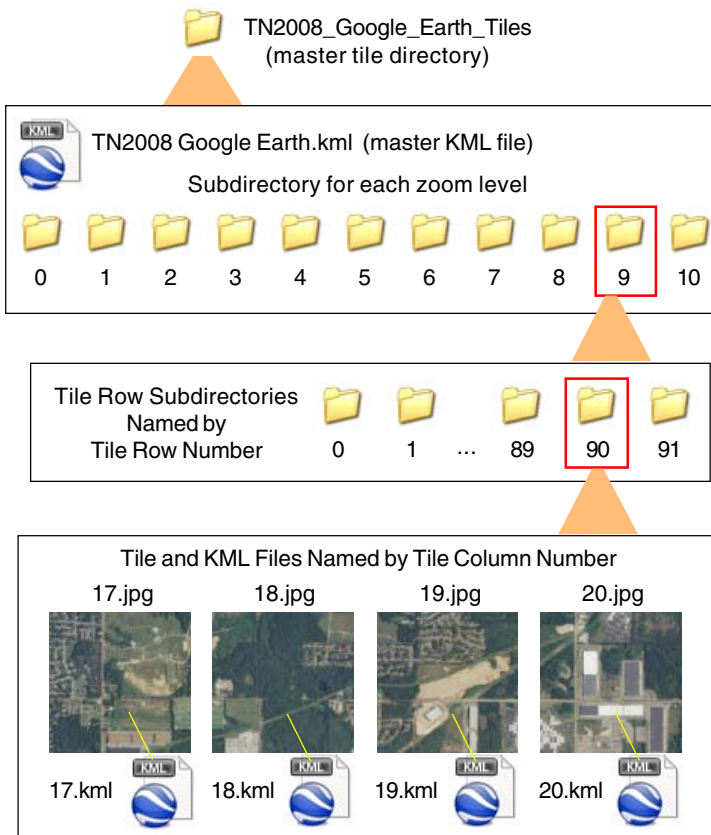 TN2008_Google_Earth_Tiles
(master tile directory)
KML
TN2008 Google Earth.kml (master KML file)
Subdirectory for each zoom level
0 1 2 3 4 5 6 7 8 9 10
Tile Row Subdirectories
Named by
Tile Row Number
0 1 ... 89 90 91
Tile and KML Files Named by Tile Column Number
17.jpg 18.jpg 19.jpg 20.jpg
KML KML KML KML
17.kml 18.kml 19.kml 20.kml